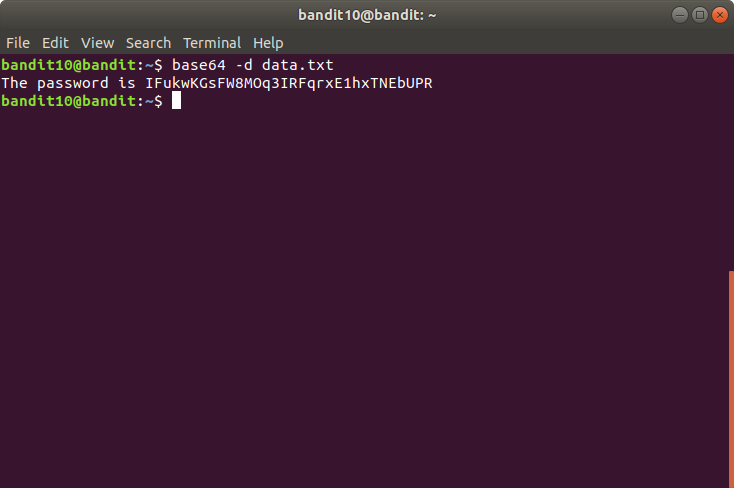 bandit10@bandit: ~
File Edit View Search Terminal Help
bandit10@bandit:~$ base64 -d data.txt
The password is IFukwKGsFW8MOq3IRFqrxE1hxTNEbUPR
bandit10@bandit:~$